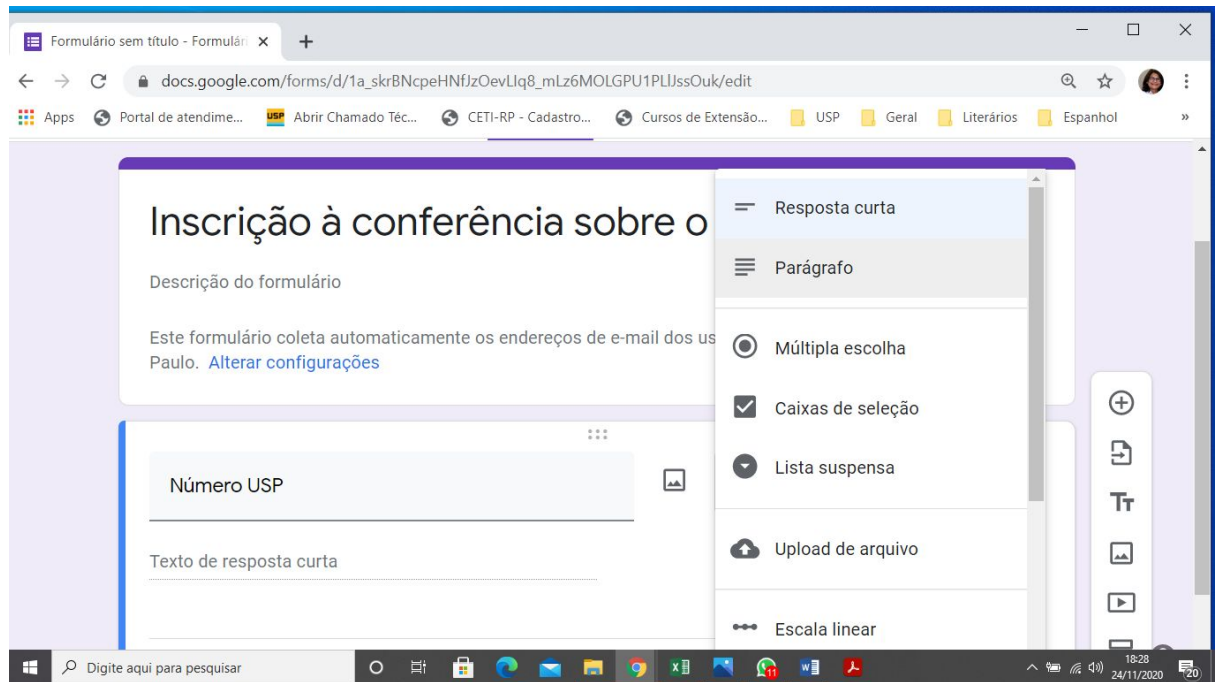 Formulário sem título - Formulári
docs.google.com/forms/d/1a_skrBNcpeHNfJzOevLIq8_mLz6MOLGPU1PLlJssOuk/edit
Apps Portal de atendime... USP Abrir Chamado Téc... CETI-RP - Cadastro... Cursos de Extensão... USP Geral Literários Espanhol »
Inscrição à conferência sobre o
Descrição do formulário
Este formulário coleta automaticamente os endereços de e-mail dos us
Paulo. Alterar configurações
Número USP
Texto de resposta curta
Resposta curta
Parágrafo
Múltipla escolha
Caixas de seleção
Lista suspensa
Upload de arquivo
Escala linear
Tт
Digite aqui para pesquisar
11
18:28
24/11/2020
20